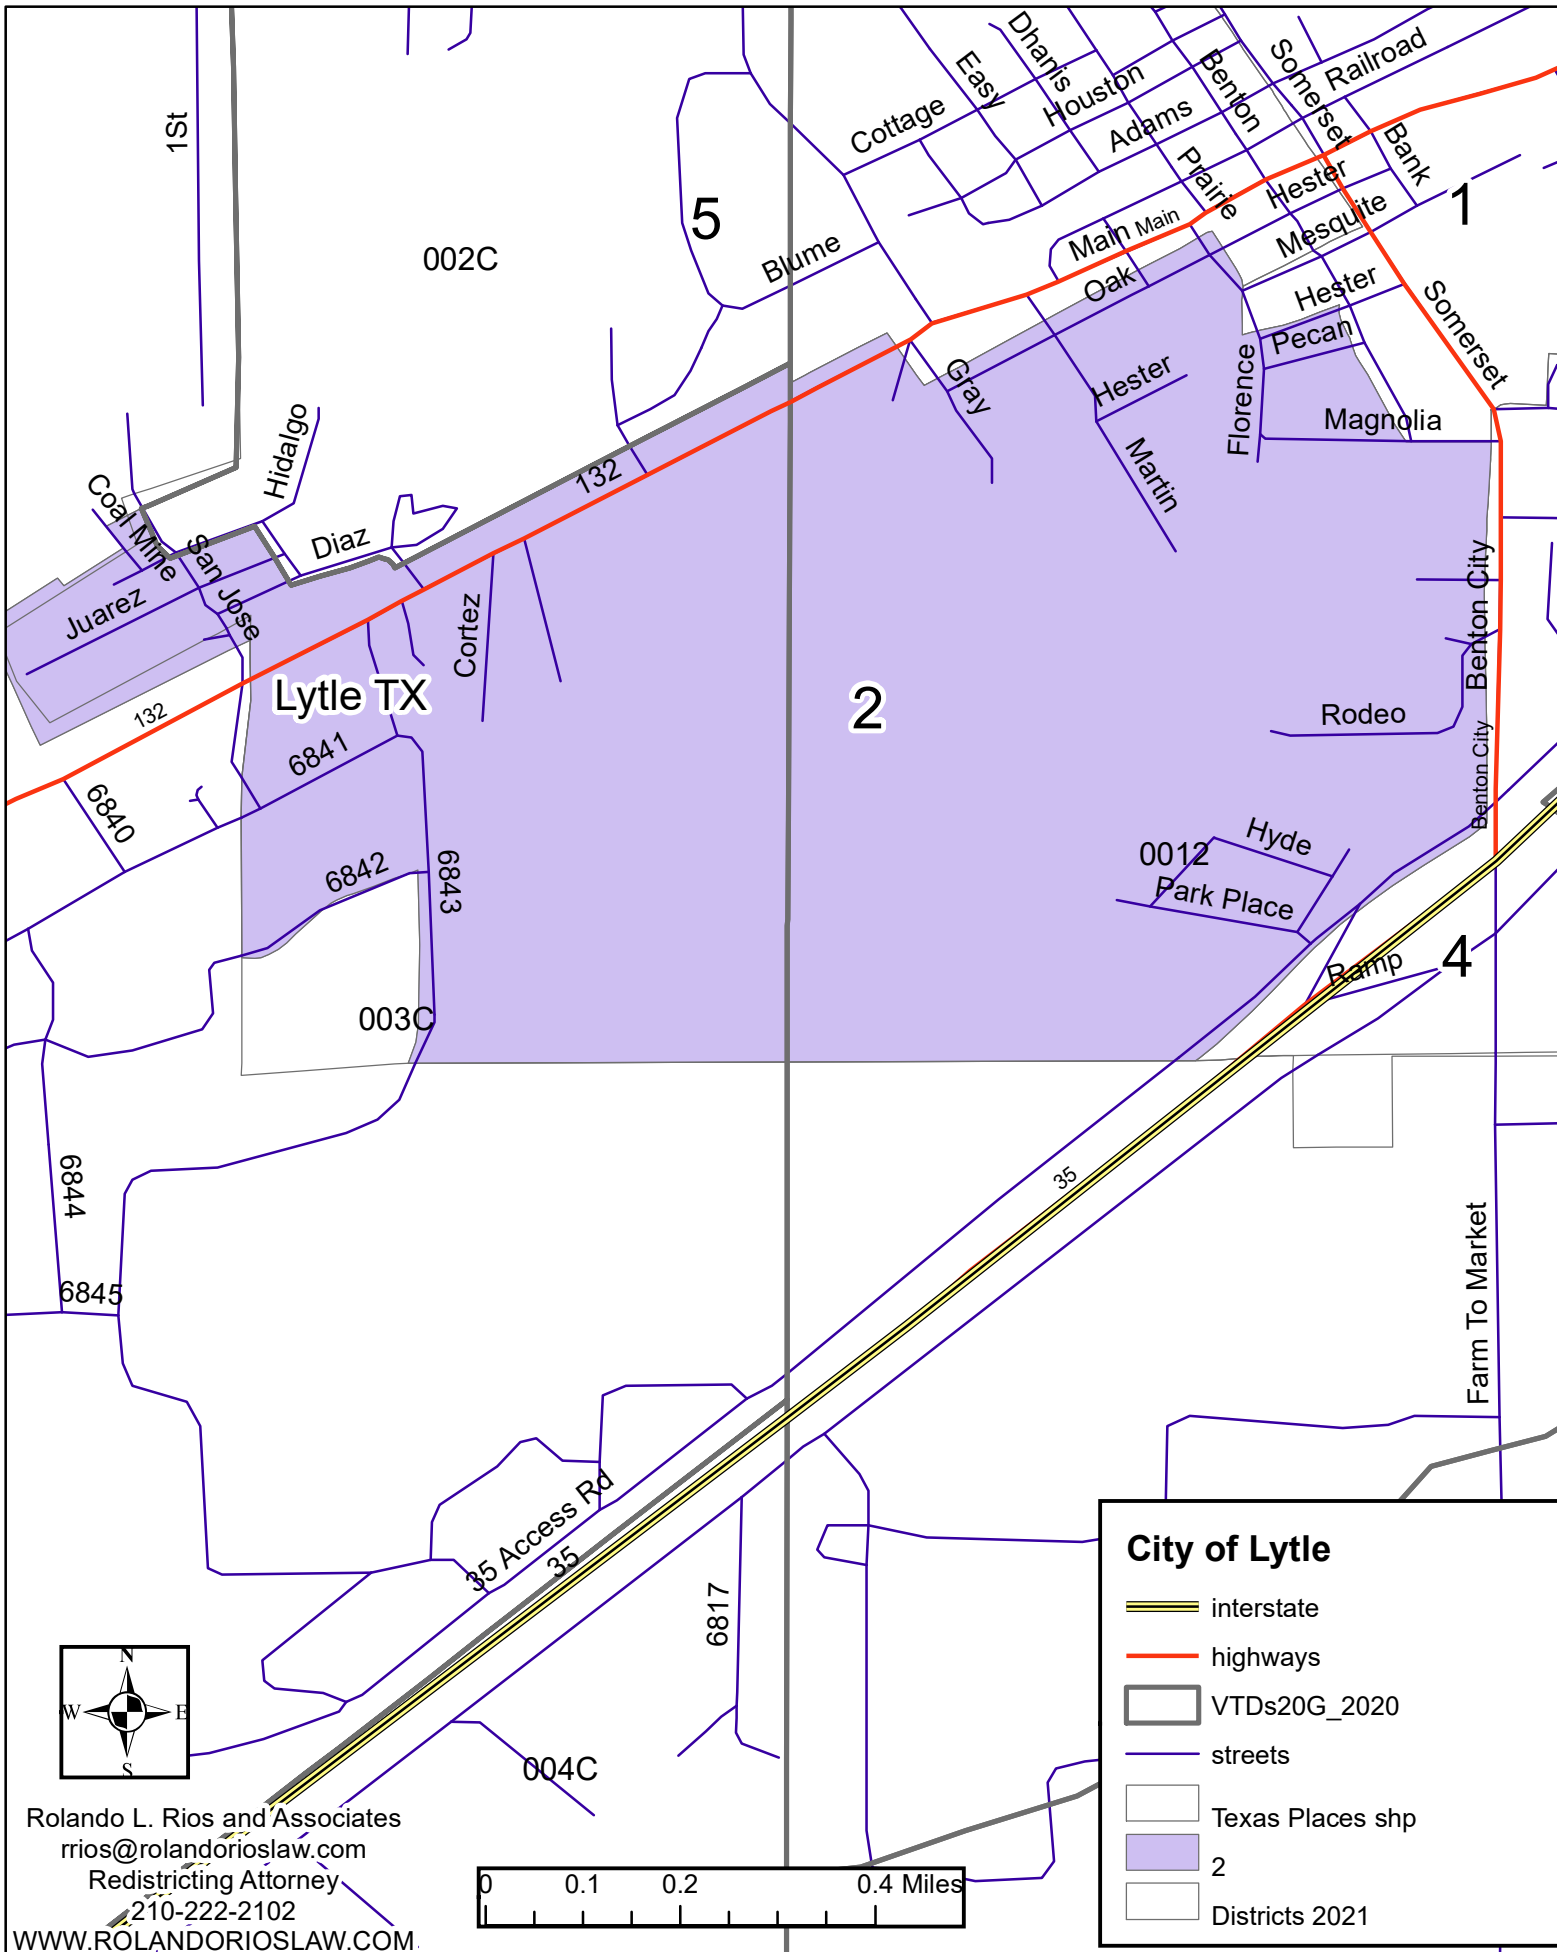 1St
002C
5
Easy
Dhanis
Cottage
Houston
Adams
Benton
Somerset
Railroad
Bank
1
Prairie
Hester
Mesquite
Main
Main
Blume
Oak
Hester
Somerset
Pecan
Florence
Gray
Hester
Magnolia
Martin
132
Hidalgo
Coal Mine
San Jose
Diaz
Juarez
Cortez
Benton City
Lytle TX
2
132
Rodeo
Benton City
6841
6840
6842
6843
Hyde
0012
Park Place
Ramp
4
003C
35
6844
6845
Farm To Market
35 Access Rd
35
6817
004C
N
W
E
S
Rolando L. Rios and Associates
rrios@rolandorioslaw.com
Redistricting Attorney
210-222-2102
WWW.ROLANDORIOSLAW.COM
0 0.1 0.2 0.4 Miles
City of Lytle
interstate
highways
VTDs20G_2020
streets
Texas Places shp
2
Districts 2021